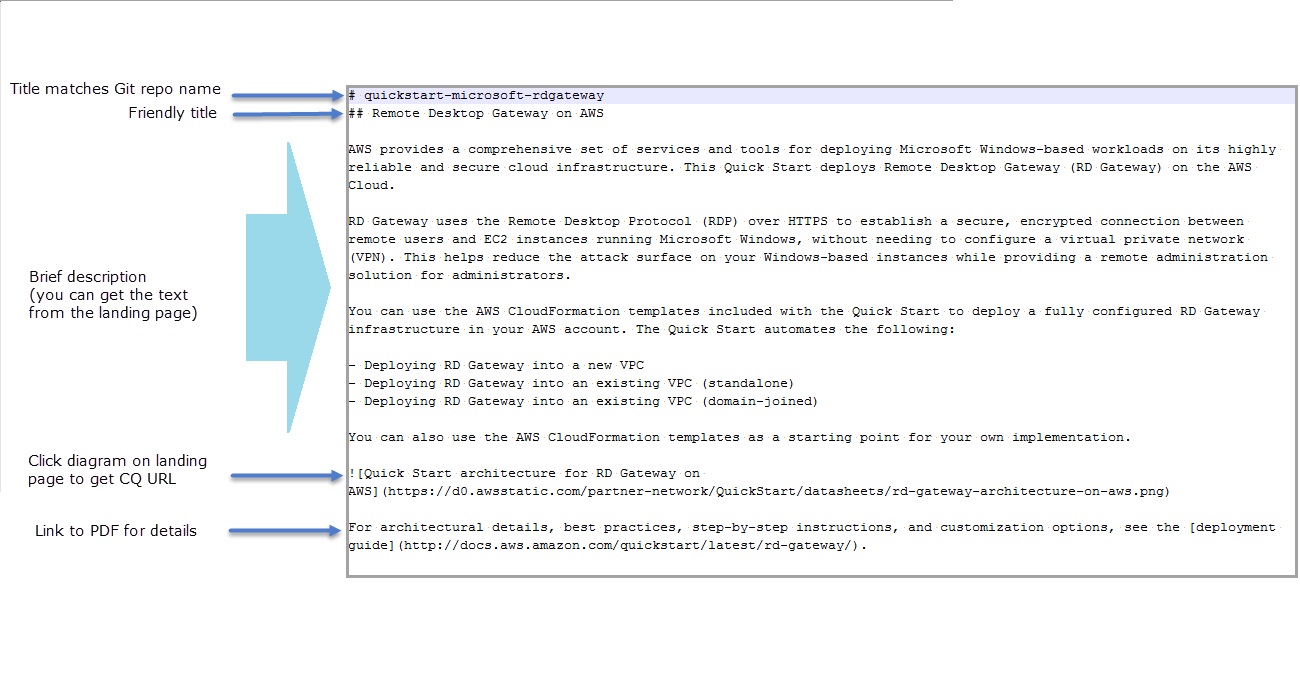 Title matches Git repo name
Friendly title
Brief description
(you can get the text
from the landing page)
Click diagram on landing
page to get CQ URL
Link to PDF for details
# quickstart-microsoft-rdgateway
## Remote Desktop Gateway on AWS
AWS provides a comprehensive set of services and tools for deploying Microsoft Windows-based workloads on its highly
reliable and secure cloud infrastructure. This Quick Start deploys Remote Desktop Gateway (RD Gateway) on the AWS
Cloud.
RD Gateway uses the Remote Desktop Protocol (RDP) over HTTPS to establish a secure, encrypted connection between
remote users and EC2 instances running Microsoft Windows, without needing to configure a virtual private network
(VPN). This helps reduce the attack surface on your Windows-based instances while providing a remote administration
solution for administrators.
You can use the AWS CloudFormation templates included with the Quick Start to deploy a fully configured RD Gateway
infrastructure in your AWS account. The Quick Start automates the following:
- Deploying RD Gateway into a new VPC
- Deploying RD Gateway into an existing VPC (standalone)
- Deploying RD Gateway into an existing VPC (domain-joined)
You can also use the AWS CloudFormation templates as a starting point for your own implementation.
![Quick Start architecture for RD Gateway on
AWS](https://d0.awsstatic.com/partner-network/QuickStart/datasheets/rd-gateway-architecture-on-aws.png)
For architectural details, best practices, step-by-step instructions, and customization options, see the [deployment
guide](http://docs.aws.amazon.com/quickstart/latest/rd-gateway/).